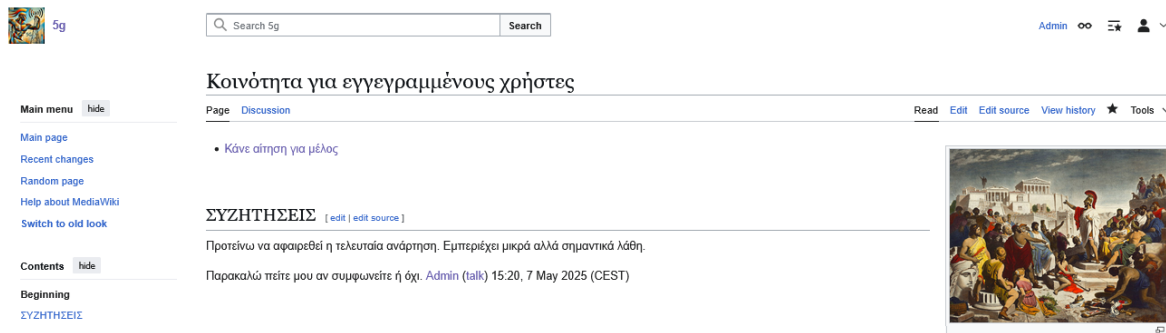 5g
Search 5g
Search
Admin
Κοινότητα για εγγεγραμμένους χρήστες
Main menu hide
Page Discussion Read Edit Edit source View history Tools
Main page
Recent changes
Random page
Help about MediaWiki
Switch to old look
Contents hide
Beginning
ΣΥΖΗΤΗΣΕΙΣ
Κάνε αίτηση για μέλος
ΣΥΖΗΤΗΣΕΙΣ [ edit | edit source ]
Προτείνω να αφαιρεθεί η τελευταία ανάρτηση. Εμπεριέχει μικρά αλλά σημαντικά λάθη.
Παρακαλώ πείτε μου αν συμφωνείτε ή όχι. Admin (talk) 15:20, 7 May 2025 (CEST)